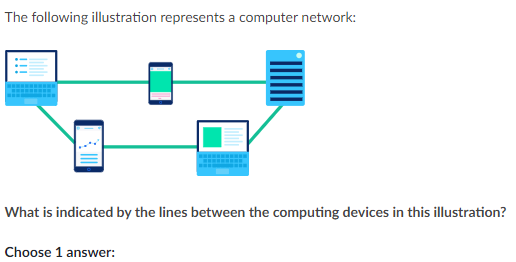 The following illustration represents a computer network:
What is indicated by the lines between the computing devices in this illustration?
Choose 1 answer: